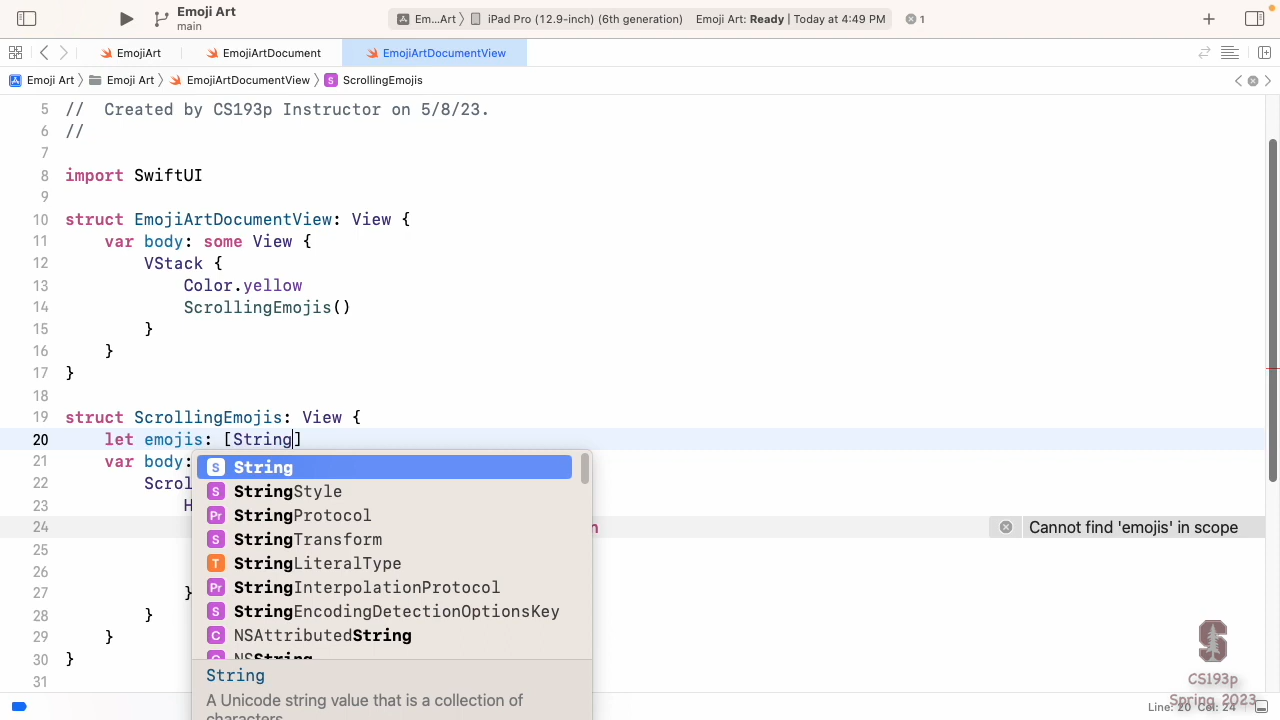 Emoji Art
main
Em...Art 〉 iPad Pro (12.9-inch) (6th generation) Emoji Art: Ready | Today at 4:49 PM 1
EmojiArt EmojiArtDocument EmojiArtDocumentView
Emoji Art 〉 Emoji Art 〉 EmojiArtDocumentView 〉 S ScrollingEmojis
5 //  Created by CS193p Instructor on 5/8/23.
6 //
7
8 import SwiftUI
9
10 struct EmojiArtDocumentView: View {
11     var body: some View {
12         VStack {
13             Color.yellow
14             ScrollingEmojis()
15         }
16     }
17 }
18
19 struct ScrollingEmojis: View {
20     let emojis: [String]
21     var body:
22         Scrol
23             H
24 n Cannot find 'emojis' in scope
25
26
27             }
28         }
29     }
30 }
31
S String
S StringStyle
Pr StringProtocol
S StringTransform
T StringLiteralType
Pr StringInterpolationProtocol
S StringEncodingDetectionOptionsKey
C NSAttributedString
C NSString
String
A Unicode string value that is a collection of
characters
CS193p
Spring 2023
Line: 20 Col: 24